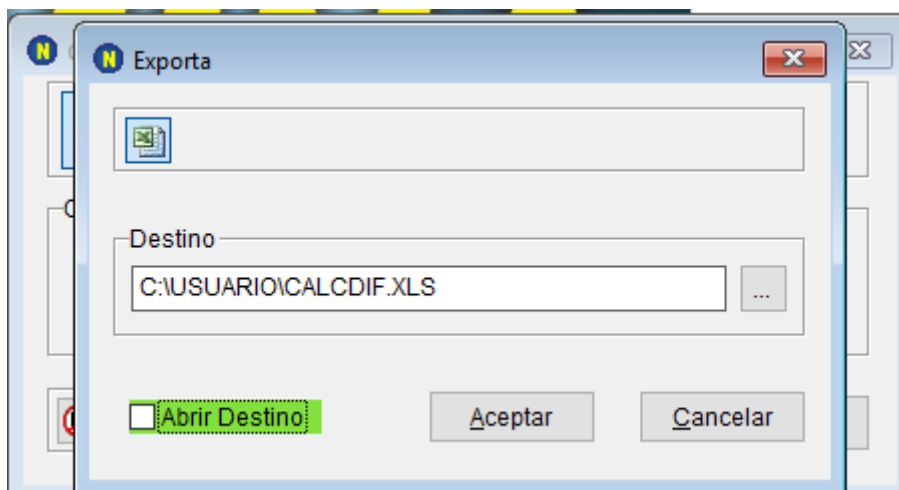 N
N Exporta
Destino
C:\USUARIO\CALCDIF.XLS
...
Abrir Destino
Aceptar
Cancelar